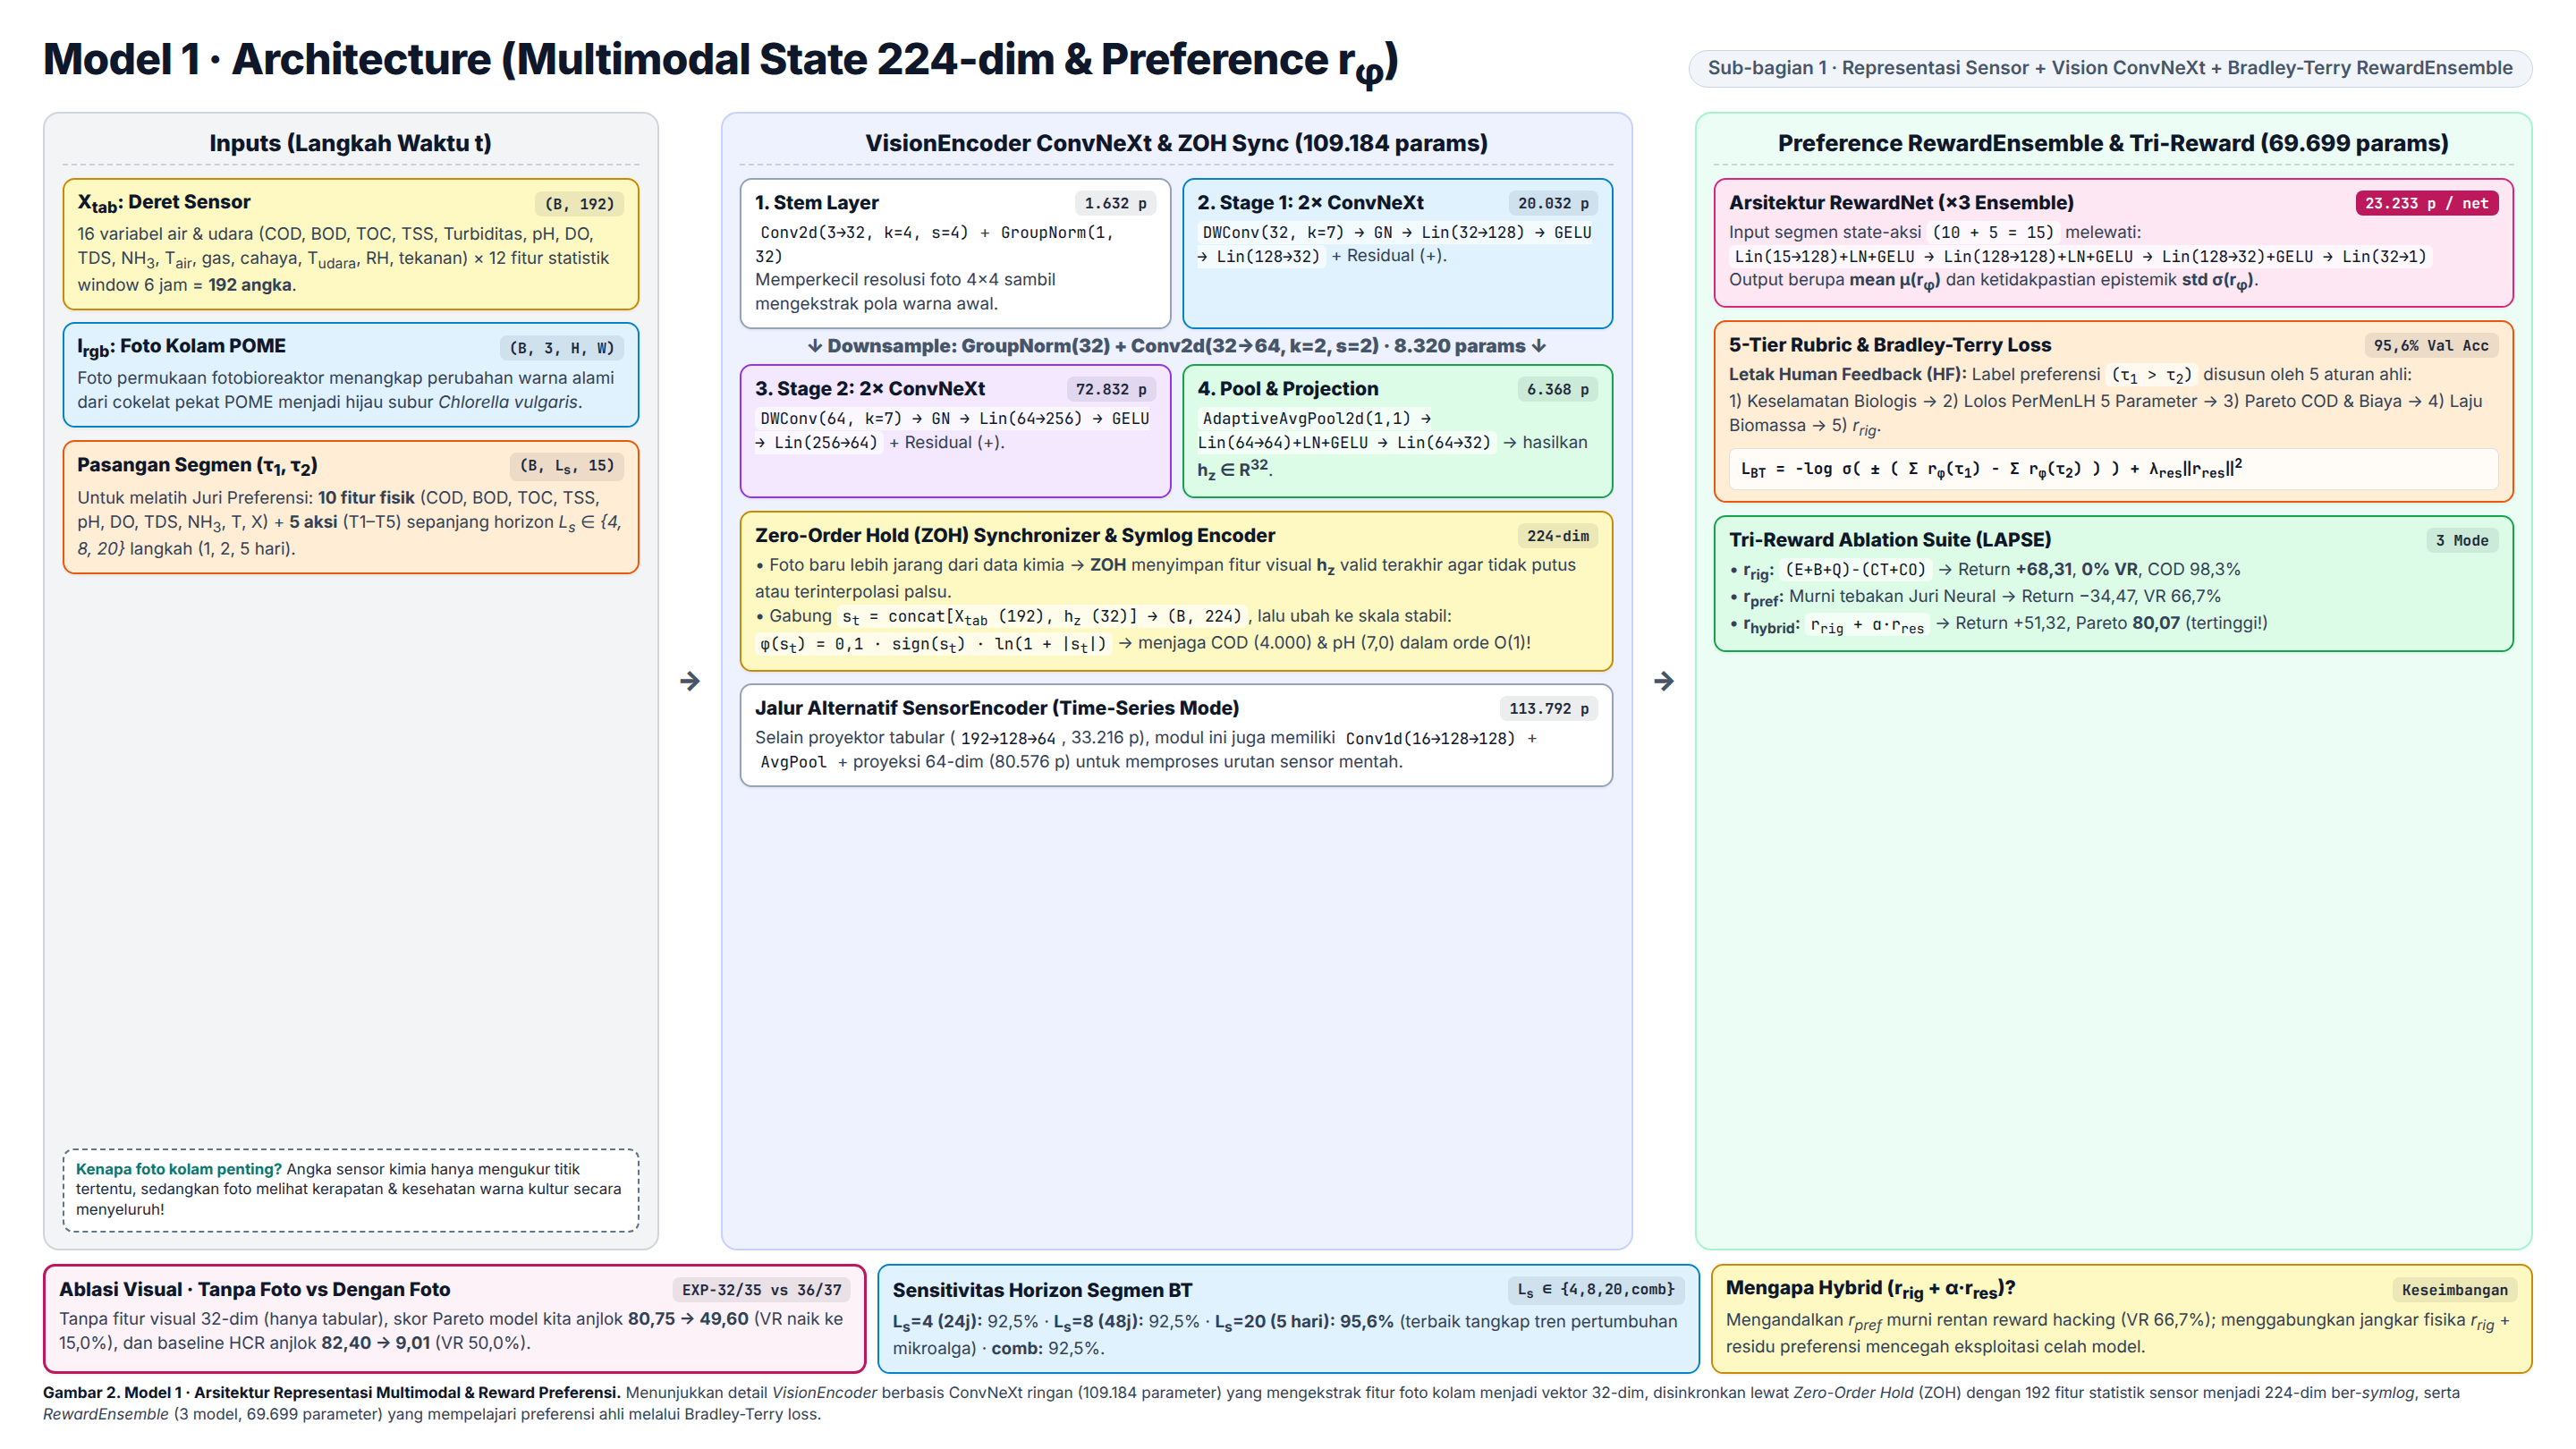 Model 1 · Architecture (Multimodal State 224-dim & Preference rφ)
Sub-bagian 1 · Representasi Sensor + Vision ConvNeXt + Bradley-Terry RewardEnsemble
Inputs (Langkah Waktu t)
Xtab: Deret Sensor
(B, 192)
16 variabel air & udara (COD, BOD, TOC, TSS, Turbiditas, pH, DO,
TDS, NH3, Tair, gas, cahaya, Tudara, RH, tekanan) × 12 fitur statistik
window 6 jam = 192 angka.
Irgb: Foto Kolam POME
(B, 3, H, W)
Foto permukaan fotobioreaktor menangkap perubahan warna alami
dari cokelat pekat POME menjadi hijau subur Chlorella vulgaris.
Pasangan Segmen (τ1, τ2)
(B, Ls, 15)
Untuk melatih Juri Preferensi: 10 fitur fisik (COD, BOD, TOC, TSS,
pH, DO, TDS, NH3, T, X) + 5 aksi (T1–T5) sepanjang horizon Ls ∈ {4,
8, 20} langkah (1, 2, 5 hari).
Kenapa foto kolam penting? Angka sensor kimia hanya mengukur titik
tertentu, sedangkan foto melihat kerapatan & kesehatan warna kultur secara
menyeluruh!
→
VisionEncoder ConvNeXt & ZOH Sync (109.184 params)
1. Stem Layer
1.632 p
Conv2d(3→32, k=4, s=4) + GroupNorm(1,
32)
Memperkecil resolusi foto 4×4 sambil
mengekstrak pola warna awal.
2. Stage 1: 2× ConvNeXt
20.032 p
DWConv(32, k=7) → GN → Lin(32→128) → GELU
→ Lin(128→32) + Residual (+).
↓ Downsample: GroupNorm(32) + Conv2d(32→64, k=2, s=2) · 8.320 params ↓
3. Stage 2: 2× ConvNeXt
72.832 p
DWConv(64, k=7) → GN → Lin(64→256) → GELU
→ Lin(256→64) + Residual (+).
4. Pool & Projection
6.368 p
AdaptiveAvgPool2d(1,1) →
Lin(64→64)+LN+GELU → Lin(64→32) → hasilkan
hz ∈ R³².
Zero-Order Hold (ZOH) Synchronizer & Symlog Encoder
224-dim
• Foto baru lebih jarang dari data kimia → ZOH menyimpan fitur visual hz valid terakhir agar tidak putus
atau terinterpolasi palsu.
• Gabung st = concat[Xtab (192), hz (32)] → (B, 224), lalu ubah ke skala stabil:
φ(st) = 0,1 · sign(st) · ln(1 + |st|) → menjaga COD (4.000) & pH (7,0) dalam orde O(1)!
Jalur Alternatif SensorEncoder (Time-Series Mode)
113.792 p
Selain proyektor tabular ( 192→128→64 , 33.216 p), modul ini juga memiliki Conv1d(16→128→128) +
AvgPool + proyeksi 64-dim (80.576 p) untuk memproses urutan sensor mentah.
→
Preference RewardEnsemble & Tri-Reward (69.699 params)
Arsitektur RewardNet (×3 Ensemble)
23.233 p / net
Input segmen state-aksi (10 + 5 = 15) melewati:
Lin(15→128)+LN+GELU → Lin(128→128)+LN+GELU → Lin(128→32)+GELU → Lin(32→1)
Output berupa mean μ(rφ) dan ketidakpastian epistemik std σ(rφ).
5-Tier Rubric & Bradley-Terry Loss
95,6% Val Acc
Letak Human Feedback (HF): Label preferensi (τ1 > τ2) disusun oleh 5 aturan ahli:
1) Keselamatan Biologis → 2) Lolos PerMenLH 5 Parameter → 3) Pareto COD & Biaya → 4) Laju
Biomassa → 5) rrig.
LBT = -log σ( ± ( Σ rφ(τ1) - Σ rφ(τ2) ) ) + λres||rres||²
Tri-Reward Ablation Suite (LAPSE)
3 Mode
• rrig: (E+B+Q)-(CT+CO) → Return +68,31, 0% VR, COD 98,3%
• rpref: Murni tebakan Juri Neural → Return −34,47, VR 66,7%
• rhybrid: rrig + α·rres → Return +51,32, Pareto 80,07 (tertinggi!)
Ablasi Visual · Tanpa Foto vs Dengan Foto
EXP-32/35 vs 36/37
Tanpa fitur visual 32-dim (hanya tabular), skor Pareto model kita anjlok 80,75 → 49,60 (VR naik ke
15,0%), dan baseline HCR anjlok 82,40 → 9,01 (VR 50,0%).
Sensitivitas Horizon Segmen BT
Ls ∈ {4,8,20,comb}
Ls=4 (24j): 92,5% · Ls=8 (48j): 92,5% · Ls=20 (5 hari): 95,6% (terbaik tangkap tren pertumbuhan
mikroalga) · comb: 92,5%.
Mengapa Hybrid (rrig + α·rres)?
Keseimbangan
Mengandalkan rpref murni rentan reward hacking (VR 66,7%); menggabungkan jangkar fisika rrig +
residu preferensi mencegah eksploitasi celah model.
Gambar 2. Model 1 · Arsitektur Representasi Multimodal & Reward Preferensi. Menunjukkan detail VisionEncoder berbasis ConvNeXt ringan (109.184 parameter) yang mengekstrak fitur foto kolam menjadi vektor 32-dim, disinkronkan lewat Zero-Order Hold (ZOH) dengan 192 fitur statistik sensor menjadi 224-dim ber-symlog, serta
RewardEnsemble (3 model, 69.699 parameter) yang mempelajari preferensi ahli melalui Bradley-Terry loss.